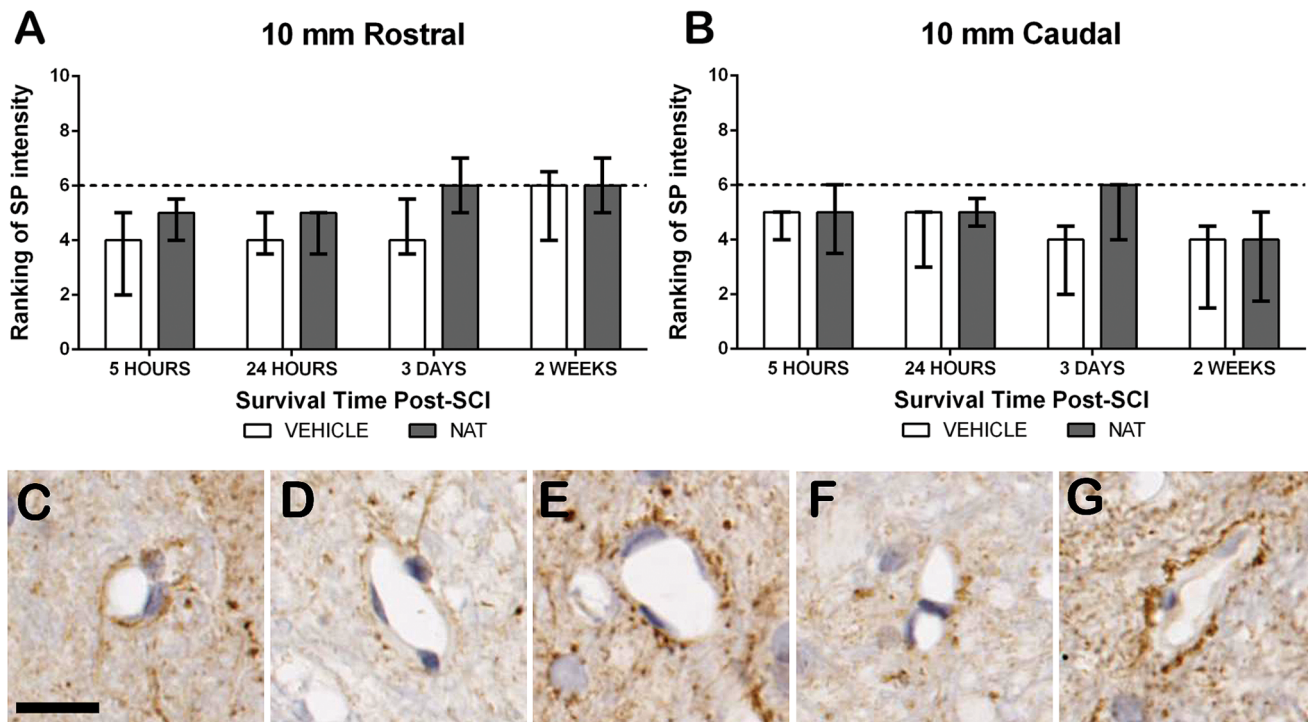 A
10 mm Rostral
Ranking of SP intensity
10
8
6
4
2
0
5 HOURS 24 HOURS 3 DAYS 2 WEEKS
Survival Time Post-SCI
VEHICLE NAT
B
10 mm Caudal
Ranking of SP intensity
10
8
6
4
2
0
5 HOURS 24 HOURS 3 DAYS 2 WEEKS
Survival Time Post-SCI
VEHICLE NAT
C D E F G